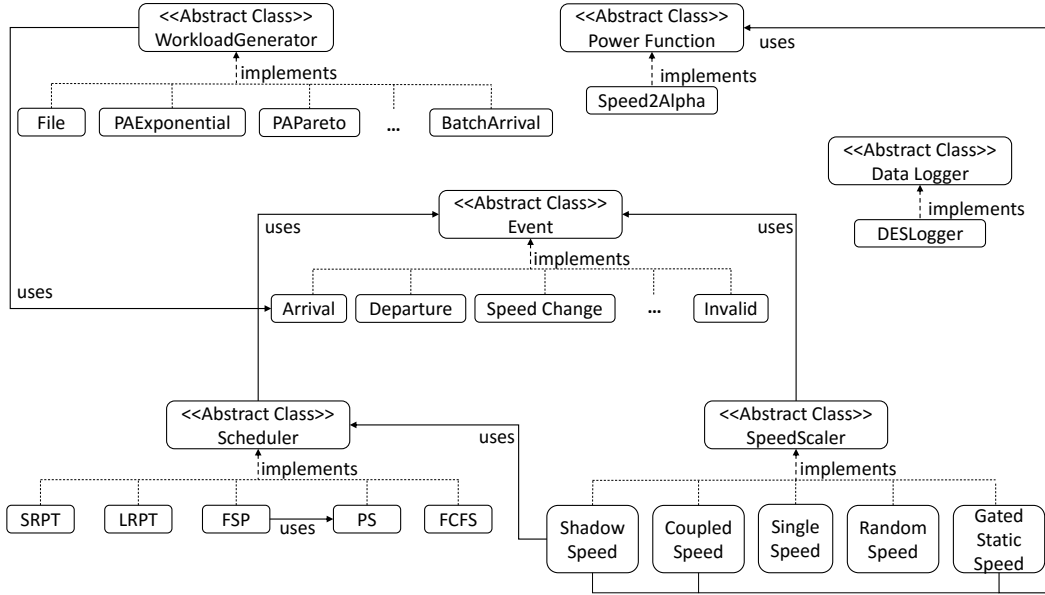 <<Abstract Class>>
WorkloadGenerator
implements
File
PAExponential
PAPareto
...
BatchArrival
<<Abstract Class>>
Power Function
uses
implements
Speed2Alpha
<<Abstract Class>>
Data Logger
implements
DESLogger
<<Abstract Class>>
Event
uses
uses
implements
uses
Arrival
Departure
Speed Change
...
Invalid
<<Abstract Class>>
Scheduler
implements
uses
SRPT
LRPT
FSP
uses
PS
FCFS
<<Abstract Class>>
SpeedScaler
implements
Shadow
Speed
Coupled
Speed
Single
Speed
Random
Speed
Gated
Static
Speed